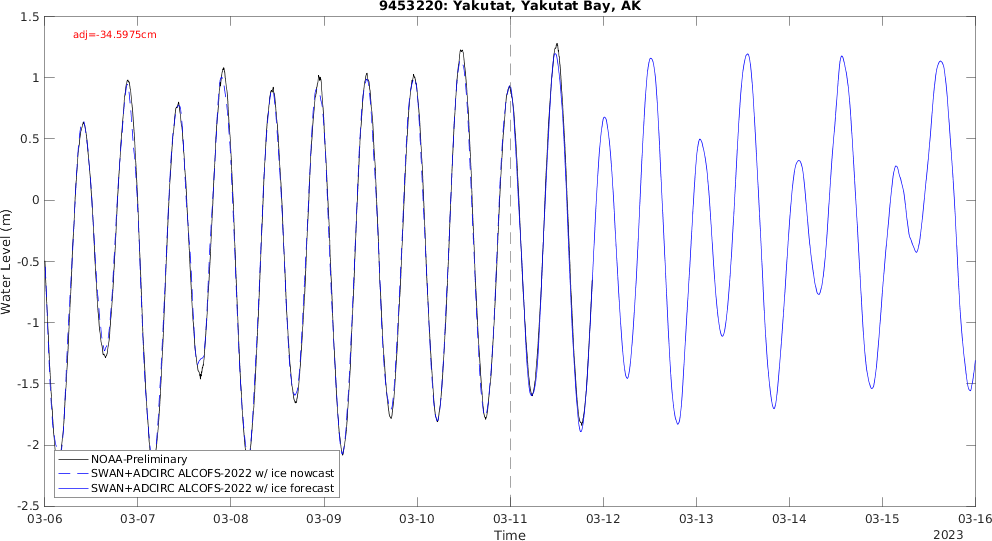 9453220: Yakutat, Yakutat Bay, AK
adj=-34.5975cm
1.5
1
0.5
0
-0.5
-1
-1.5
-2
-2.5
Water Level (m)
NOAA-Preliminary
SWAN+ADCIRC ALCOFS-2022 w/ ice nowcast
SWAN+ADCIRC ALCOFS-2022 w/ ice forecast
03-06 03-07 03-08 03-09 03-10 03-11 03-12 03-13 03-14 03-15 03-16
Time
2023